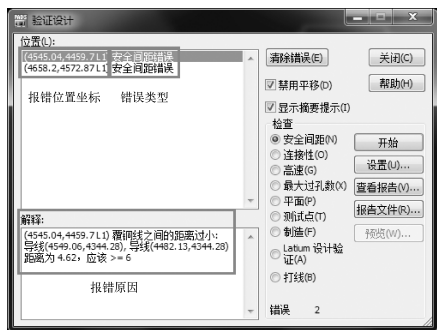 验证设计
位置(L):
(4545.04,4459.7 L1) 安全间距错误
(4658.2,4572.87 L1) 安全间距错误
报错位置坐标 错误类型
解释:
(4545.04,4459.7 L1) 覆铜线之间的距离过小:
导线(4549.06,4344.28), 导线(4482.13,4344.28)
距离为 4.62，应该 >= 6
报错原因
清除错误(E)
关闭(C)
禁用平移(D)
帮助(H)
显示摘要提示(I)
检查
安全间距(N)
开始
连接性(O)
设置(U)...
高速(G)
最大过孔数(X)
查看报告(V)...
平面(P)
报告文件(R)...
测试点(T)
制造(F)
预览(W)...
Latium 设计验
证(A)
打线(B)
错误 2